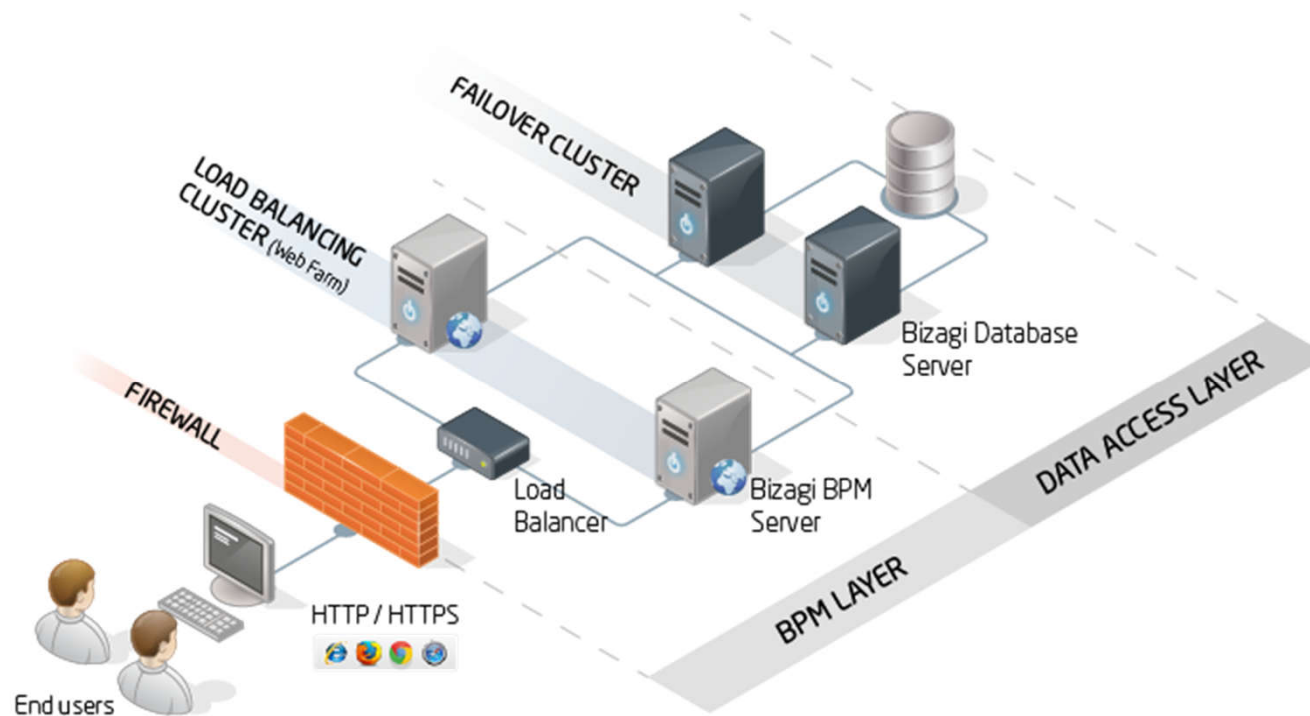 FAILOVER CLUSTER
LOAD BALANCING
CLUSTER (Web Farm)
FIREWALL
Bizagi Database
Server
DATA ACCESS LAYER
Load
Balancer
Bizagi BPM
Server
BPM LAYER
HTTP / HTTPS
End users